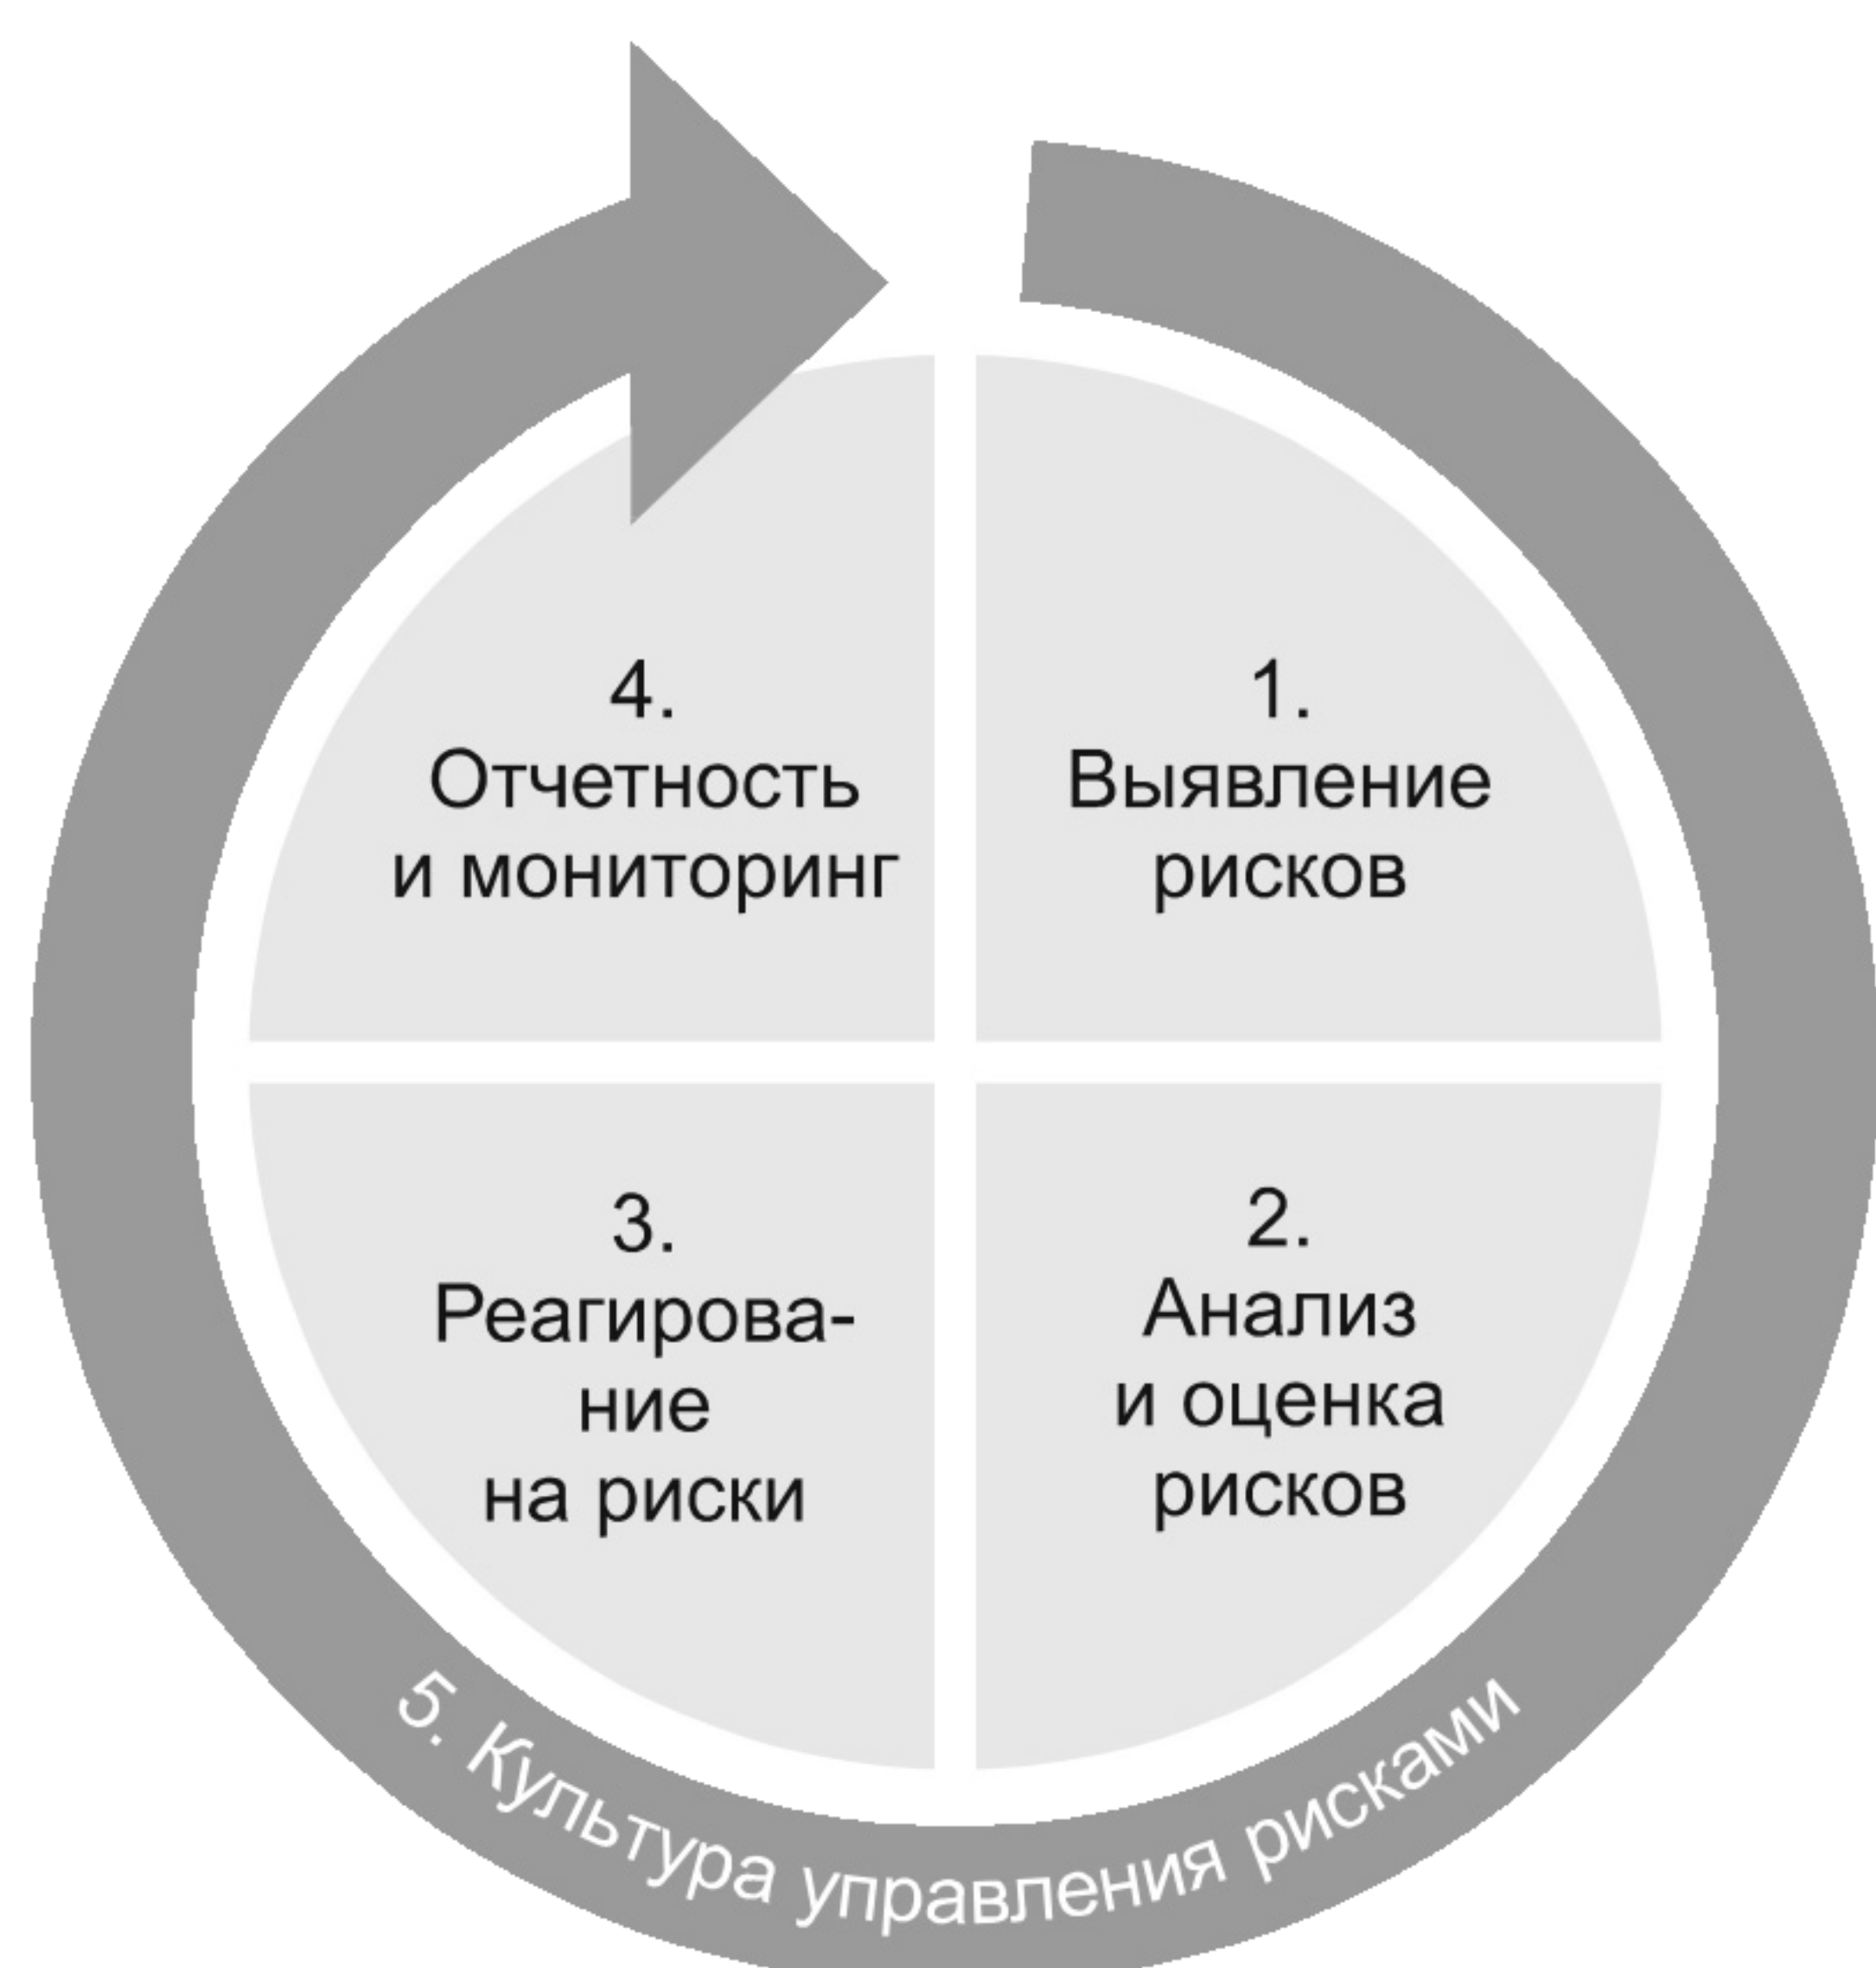 1.
Выявление
рисков
2.
Анализ
и оценка
рисков
3.
Реагирова-
ние
на риски
4.
Отчетность
и мониторинг
5. Культура управления рисками